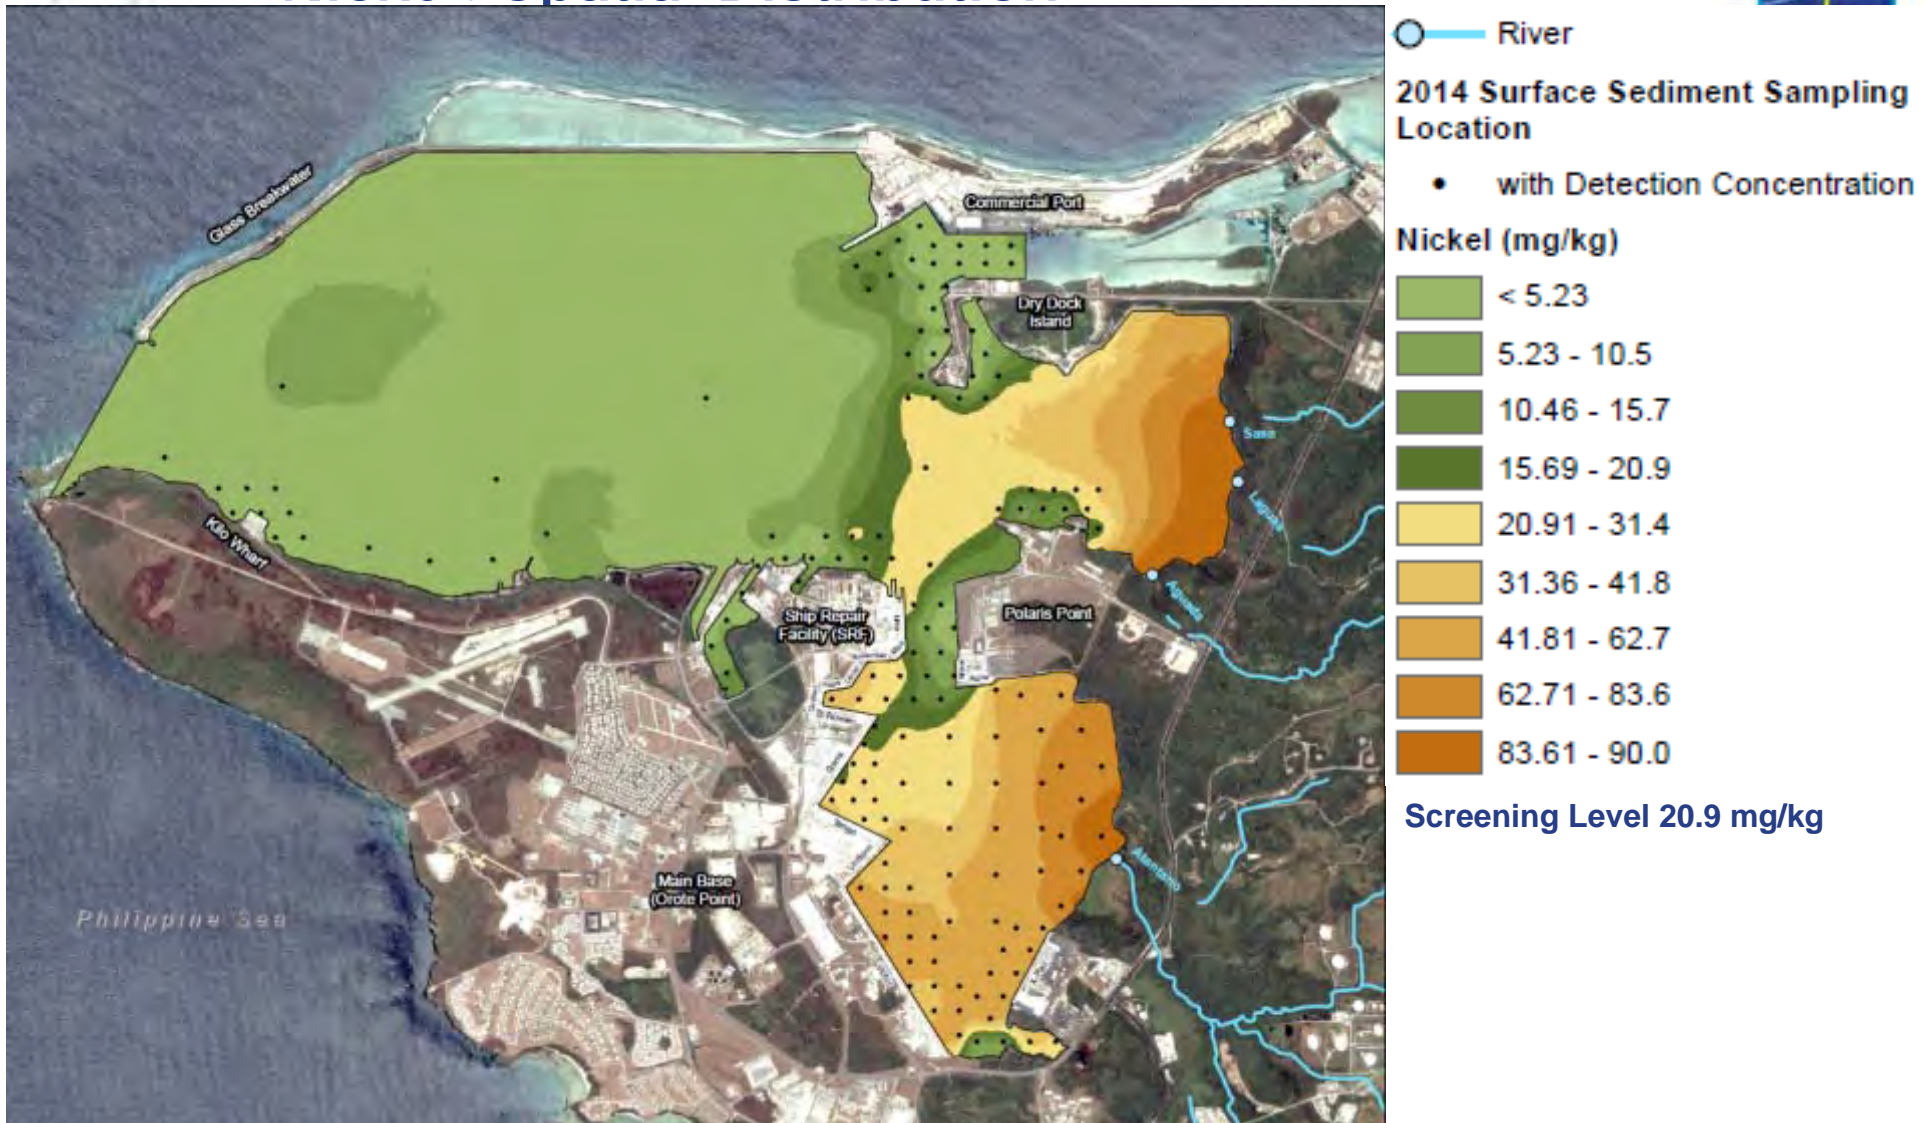 River
2014 Surface Sediment Sampling
Location
with Detection Concentration
Nickel (mg/kg)
< 5.23
5.23 - 10.5
10.46 - 15.7
15.69 - 20.9
20.91 - 31.4
31.36 - 41.8
41.81 - 62.7
62.71 - 83.6
83.61 - 90.0
Screening Level 20.9 mg/kg
Glass Breakwater
Commercial Port
Dry Dock
Island
Sasa
Laguas
Kilo Wharf
Aguada
Ship Repair
Facility (SRF)
Polaris Point
Atantano
Main Base
(Orote Point)
Philippine Sea